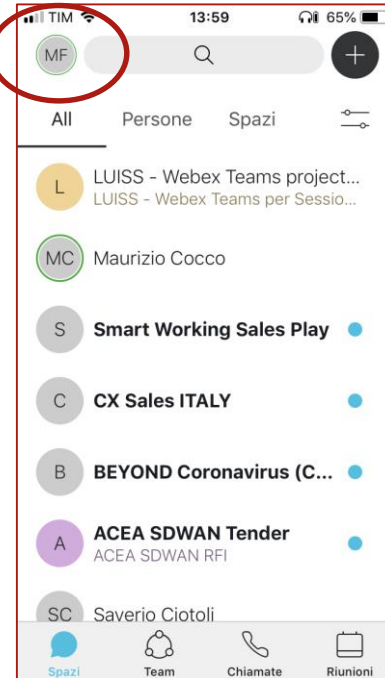 TIM 13:59 65%
MF
All Persone Spazi
L LUISS - Webex Teams project...
LUISS - Webex Teams per Sessio...
MC Maurizio Cocco
S Smart Working Sales Play
C CX Sales ITALY
B BEYOND Coronavirus (C...
A ACEA SDWAN Tender
ACEA SDWAN RFI
SC Saverio Ciotoli
Spazi Team Chiamate Riunioni